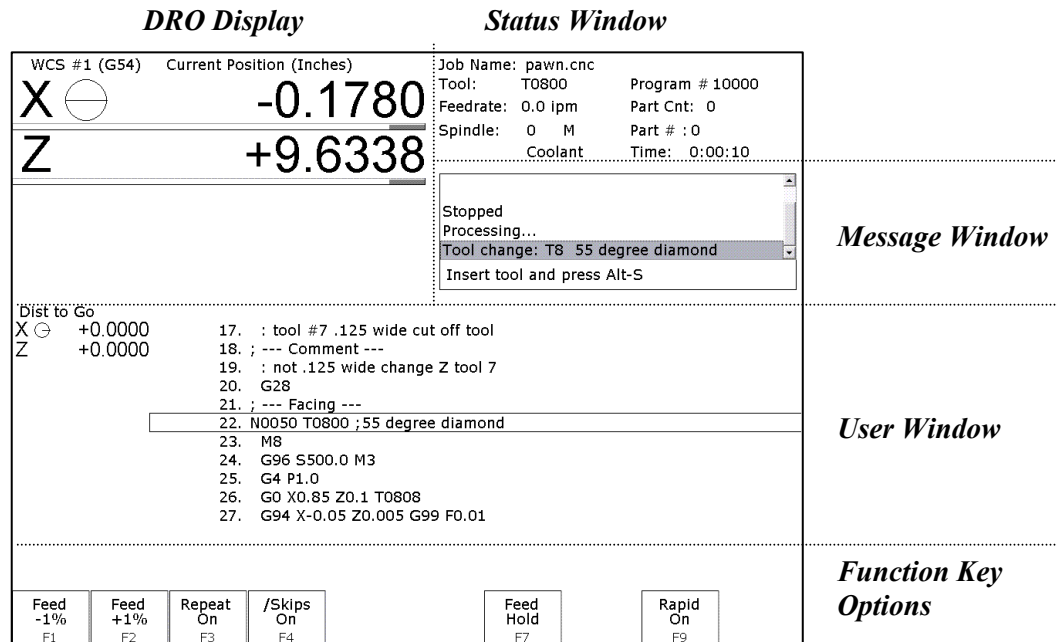 DRO Display Status Window
WCS #1 (G54) Current Position (Inches)
X -0.1780
Z +9.6338
Job Name: pawn.cnc
Tool: T0800 Program # 10000
Feedrate: 0.0 ipm Part Cnt: 0
Spindle: 0 M Part # : 0
Coolant Time: 0:00:10
Stopped
Processing...
Tool change: T8 55 degree diamond
Insert tool and press Alt-S
Message Window
Dist to Go
X +0.0000
Z +0.0000
17. : tool #7 .125 wide cut off tool
18. ; --- Comment ---
19. : not .125 wide change Z tool 7
20. G28
21. ; --- Facing ---
22. N0050 T0800 ;55 degree diamond
23. M8
24. G96 S500.0 M3
25. G4 P1.0
26. G0 X0.85 Z0.1 T0808
27. G94 X-0.05 Z0.005 G99 F0.01
User Window
Function Key
Options
Feed
-1%
F1
Feed
+1%
F2
Repeat
On
F3
/Skips
On
F4
Feed
Hold
F7
Rapid
On
F9